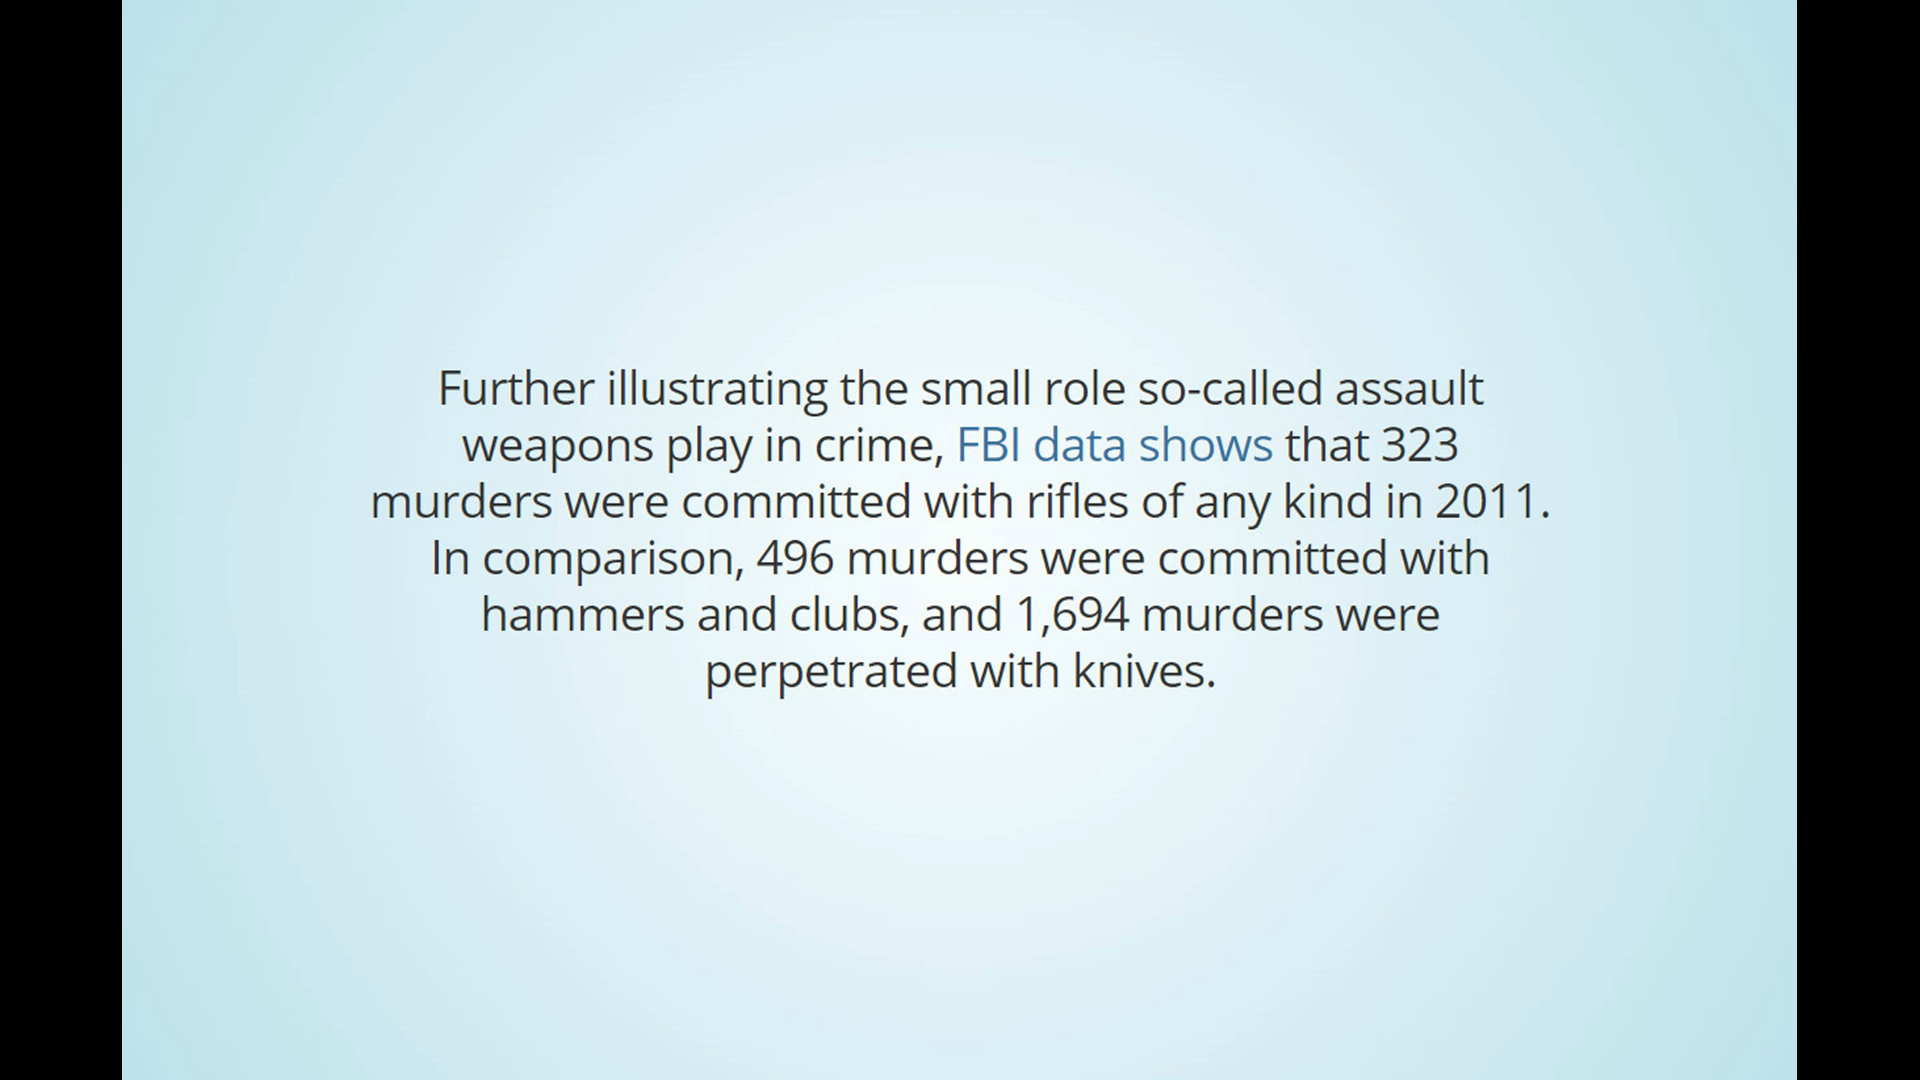 Further illustrating the small role so-called assault
weapons play in crime, FBI data shows that 323
murders were committed with rifles of any kind in 2011.
In comparison, 496 murders were committed with
hammers and clubs, and 1,694 murders were
perpetrated with knives.